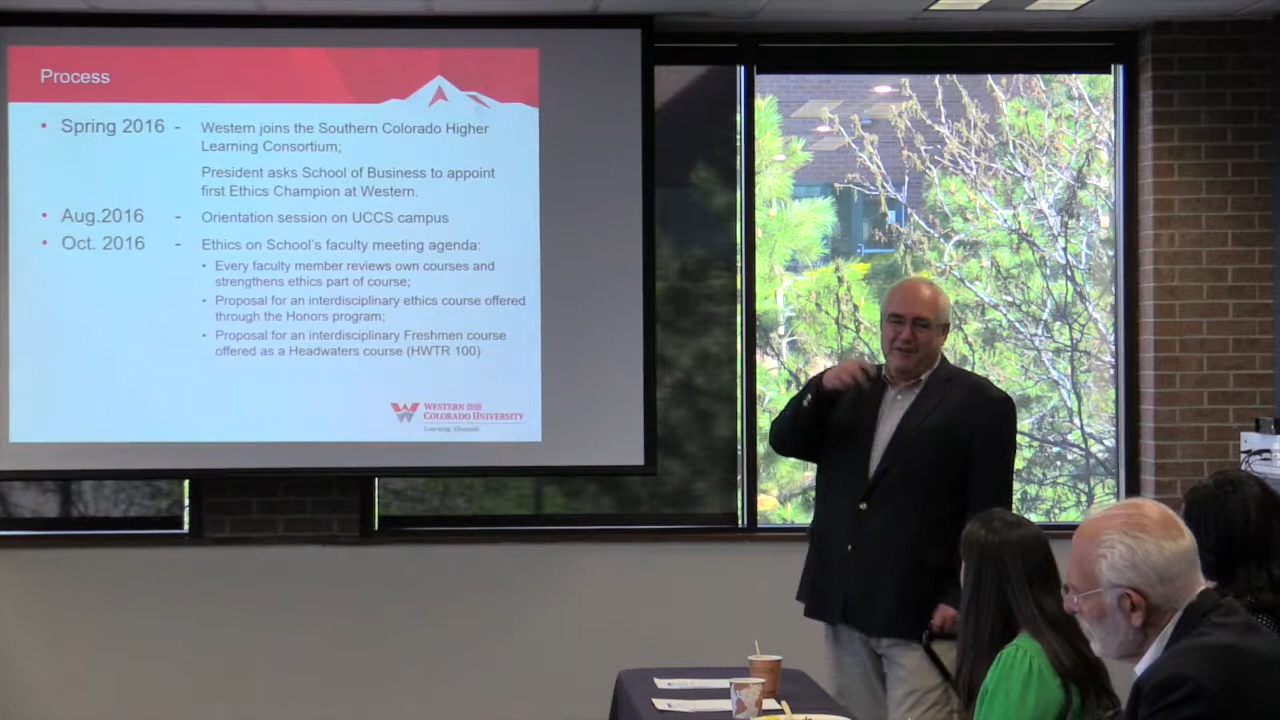 Process
• Spring 2016 - Western joins the Southern Colorado Higher
Learning Consortium;
President asks School of Business to appoint
first Ethics Champion at Western.
• Aug.2016 - Orientation session on UCCS campus
• Oct. 2016 - Ethics on School's faculty meeting agenda:
• Every faculty member reviews own courses and
strengthens ethics part of course;
• Proposal for an interdisciplinary ethics course offered
through the Honors program;
• Proposal for an interdisciplinary Freshmen course
offered as a Headwaters course (HWTR 100)
WESTERN
COLORADO UNIVERSITY
Learning, Elevated.